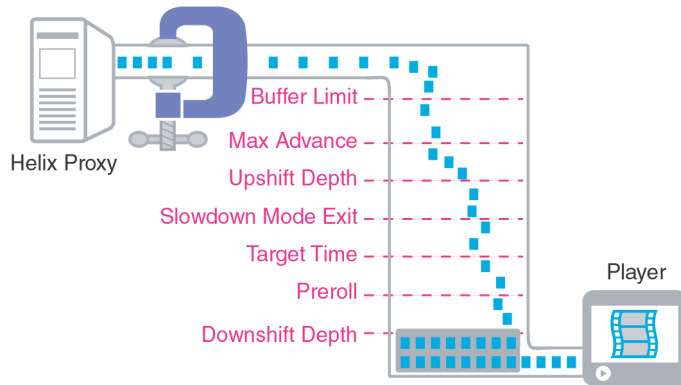 Helix Proxy
Buffer Limit
Max Advance
Upshift Depth
Slowdown Mode Exit
Target Time
Preroll
Downshift Depth
Player